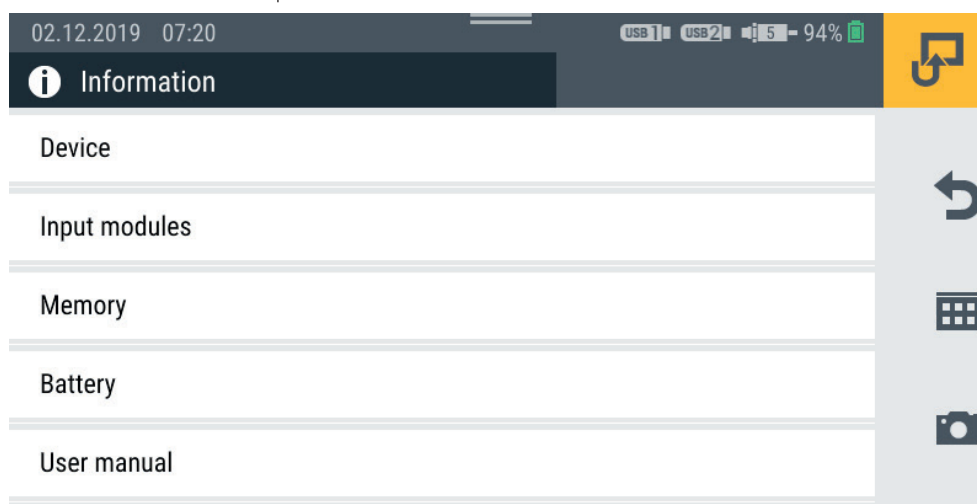 02.12.2019 07:20 USB 1 USB 2 5 94%
i Information
Device
Input modules
Memory
Battery
User manual